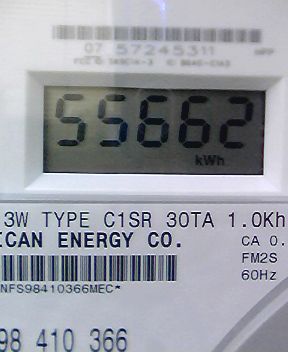 07 57245311
55662
kWh
3W TYPE C1SR 30TA 1.0Kh
ICAN ENERGY CO.
CA 0.
FM2S
60Hz
NFS98410366MEC*
98 410 366